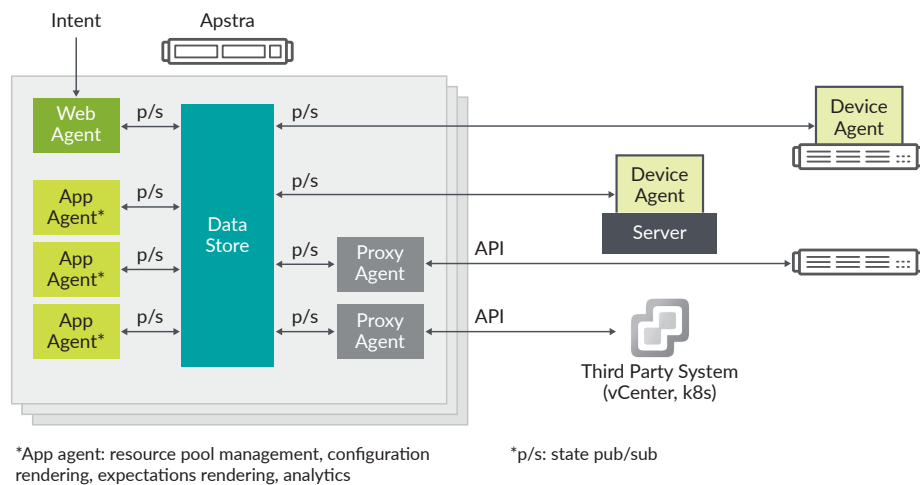 Intent
Apstra
Web
Agent
p/s
p/s
Device
Agent
App
Agent*
p/s
Data
Store
p/s
Device
Agent
Server
App
Agent*
p/s
p/s
Proxy
Agent
API
App
Agent*
p/s
p/s
Proxy
Agent
API
Third Party System
(vCenter, k8s)
*App agent: resource pool management, configuration
rendering, expectations rendering, analytics
*p/s: state pub/sub